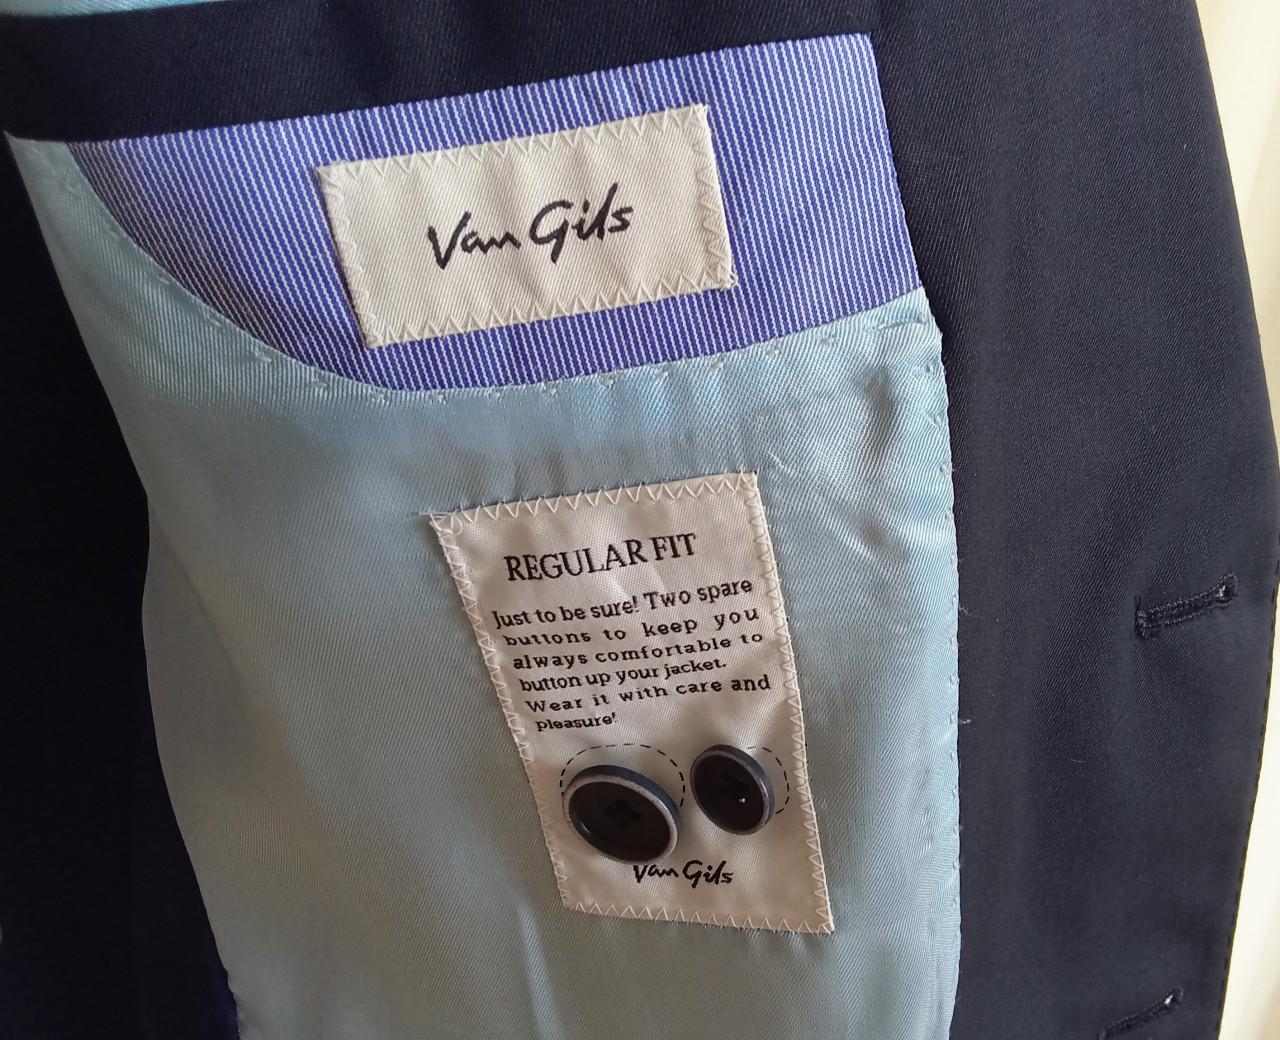 Van Gils
REGULAR FIT
Just to be sure! Two spare
buttons to keep you
always comfortable to
button up your jacket.
Wear it with care and
pleasure!
Van Gils